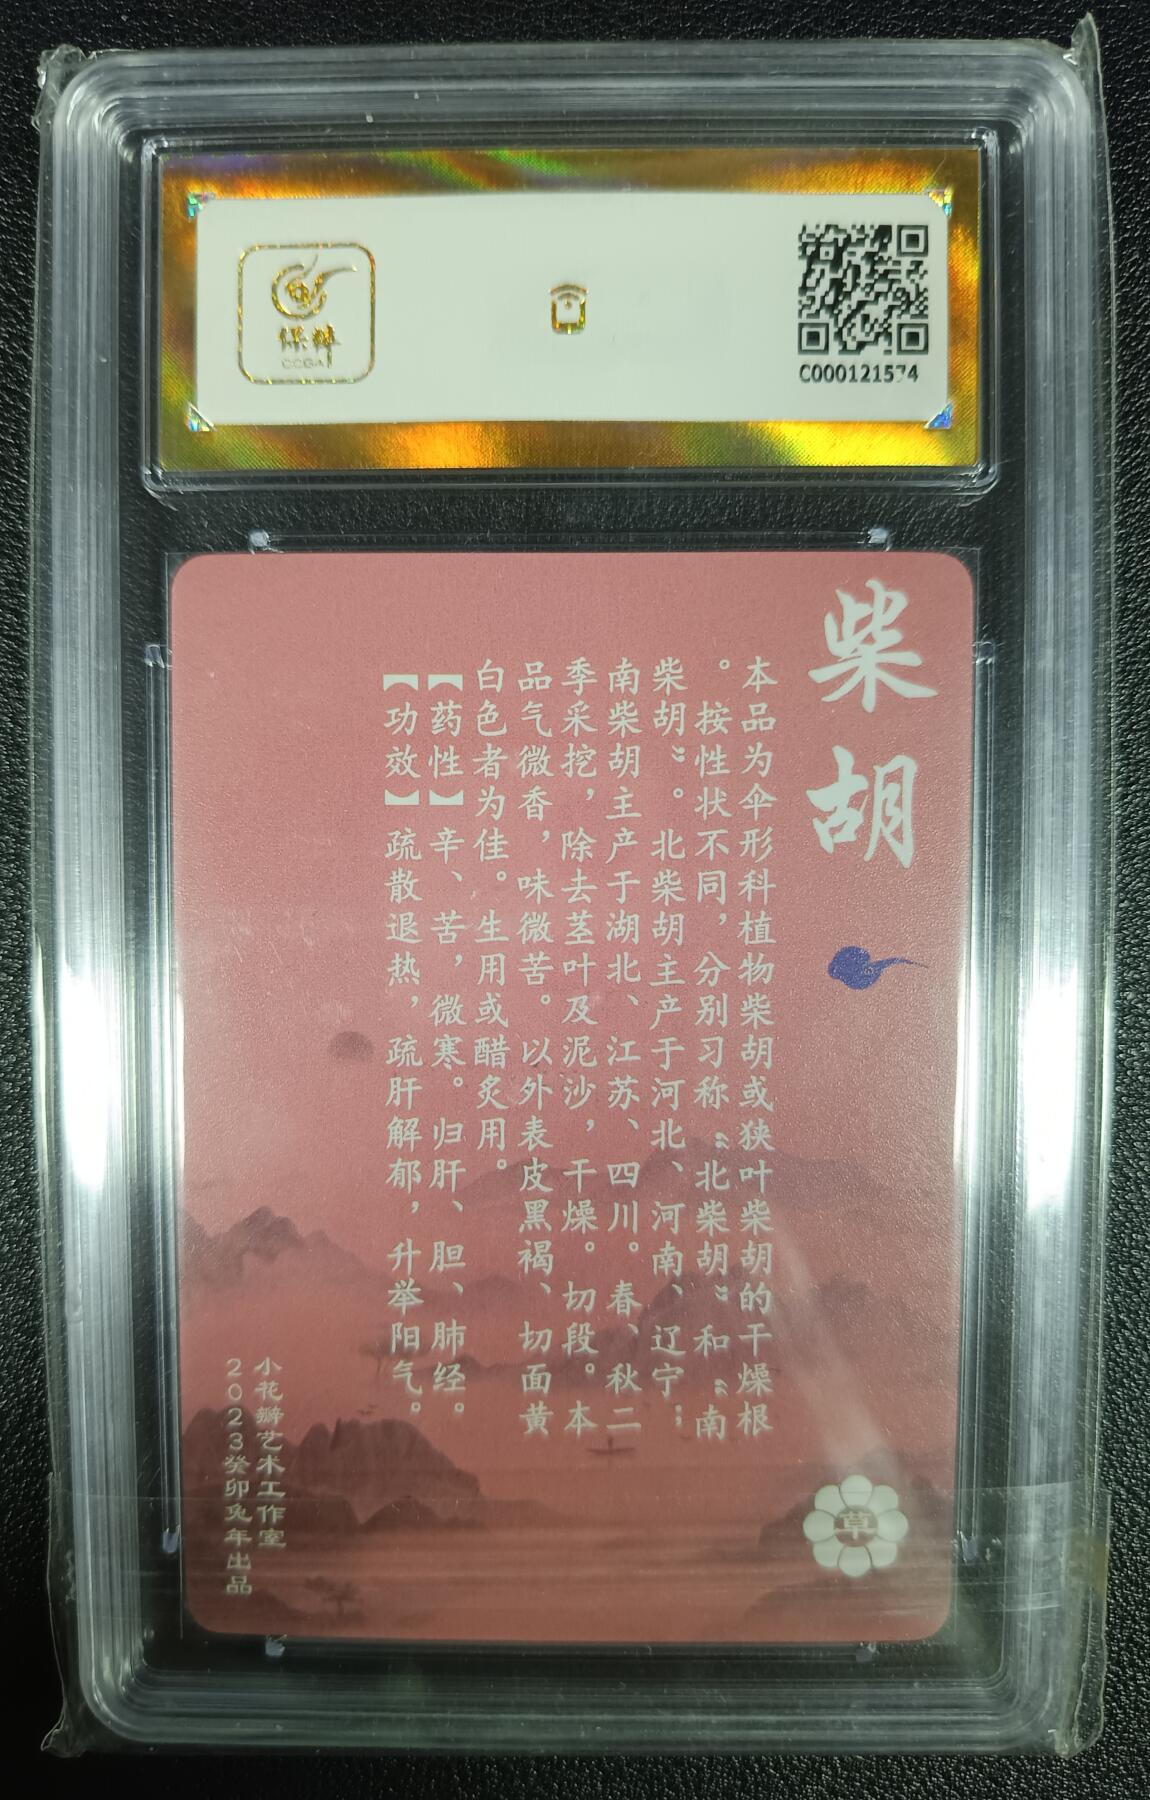 保粹
CCGA
C000121574
柴胡
本品为伞形科植物柴胡或狭叶柴胡的干燥根
。按性状不同，分别习称“北柴胡”和“南
柴胡”。北柴胡主产于河北、河南、辽宁；
南柴胡主产于湖北、江苏、四川。春、秋二
季采挖，除去茎叶及泥沙，干燥。切段。本
品气微香，味微苦。以外表皮黑褐、切面黄
白色者为佳。生用或醋炙用。
【药性】辛、苦，微寒。归肝、胆、肺经。
【功效】疏散退热，疏肝解郁，升举阳气。
草
小花瓣艺术工作室
2023癸卯兔年出品